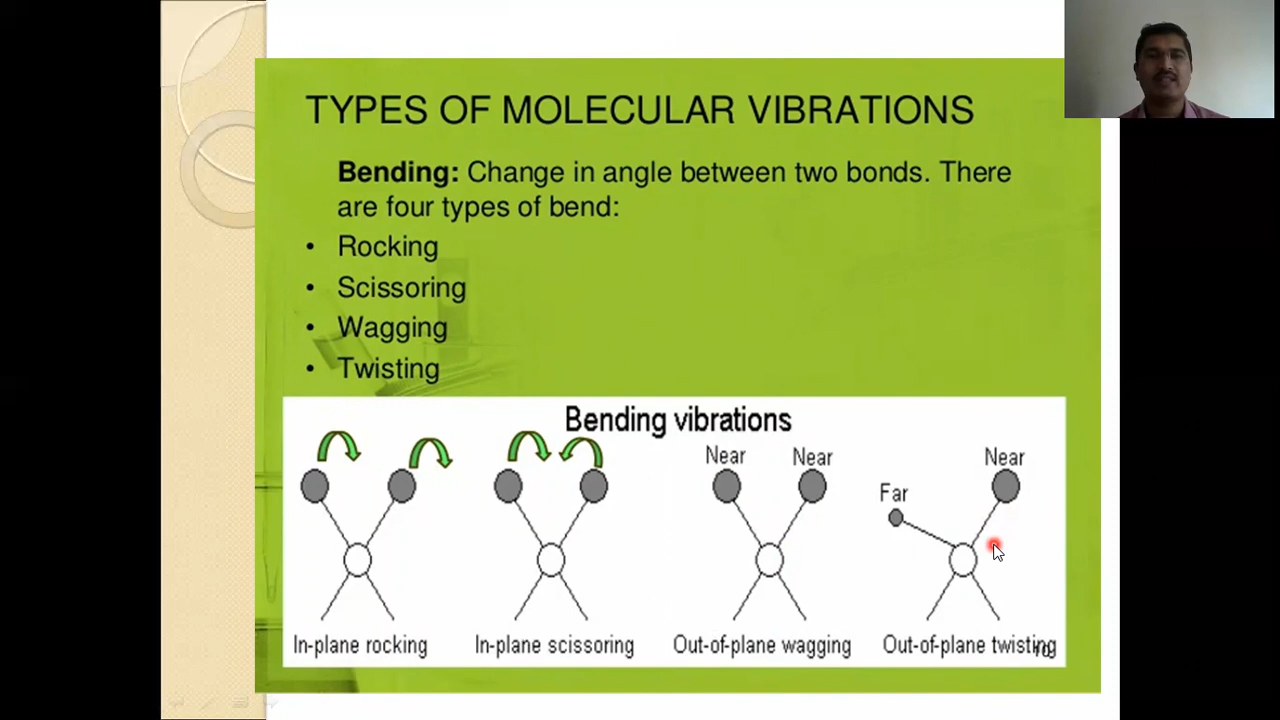 TYPES OF MOLECULAR VIBRATIONS
Bending: Change in angle between two bonds. There
are four types of bend:
• Rocking
• Scissoring
• Wagging
• Twisting
Bending vibrations
Near Near Near
Far
In-plane rocking In-plane scissoring Out-of-plane wagging Out-of-plane twisting
10